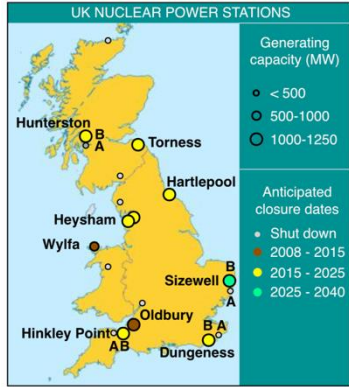 UK NUCLEAR POWER STATIONS
Generating
capacity (MW)
< 500
500-1000
1000-1250
Anticipated
closure dates
Shut down
2008 - 2015
2015 - 2025
2025 - 2040
Hunterston
B
A
Torness
Hartlepool
Heysham
Wylfa
B
Sizewell
A
Oldbury
Hinkley Point
A B
B A
Dungeness